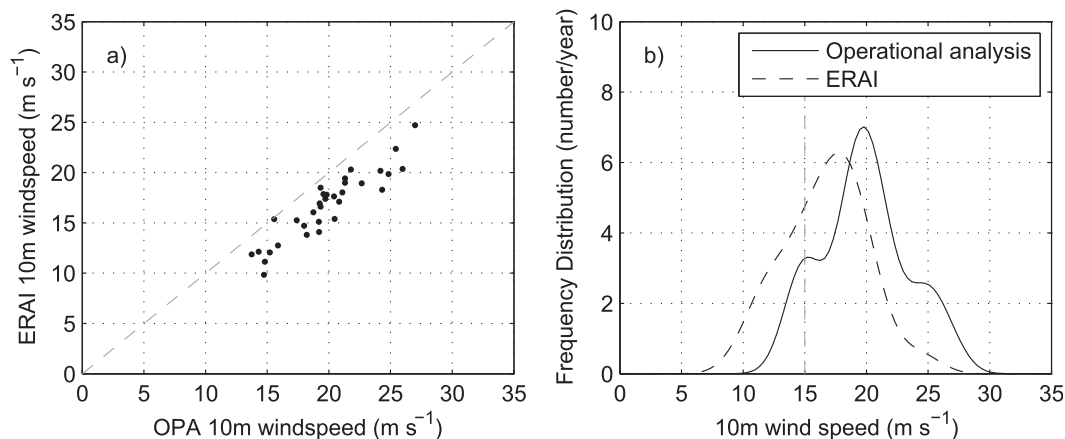 a)
ERAI 10m windspeed (m s⁻¹)
35
30
25
20
15
10
5
0
0 5 10 15 20 25 30 35
OPA 10m windspeed (m s⁻¹)
b)
Operational analysis
ERAI
Frequency Distribution (number/year)
10
8
6
4
2
0
0 5 10 15 20 25 30 35
10m wind speed (m s⁻¹)